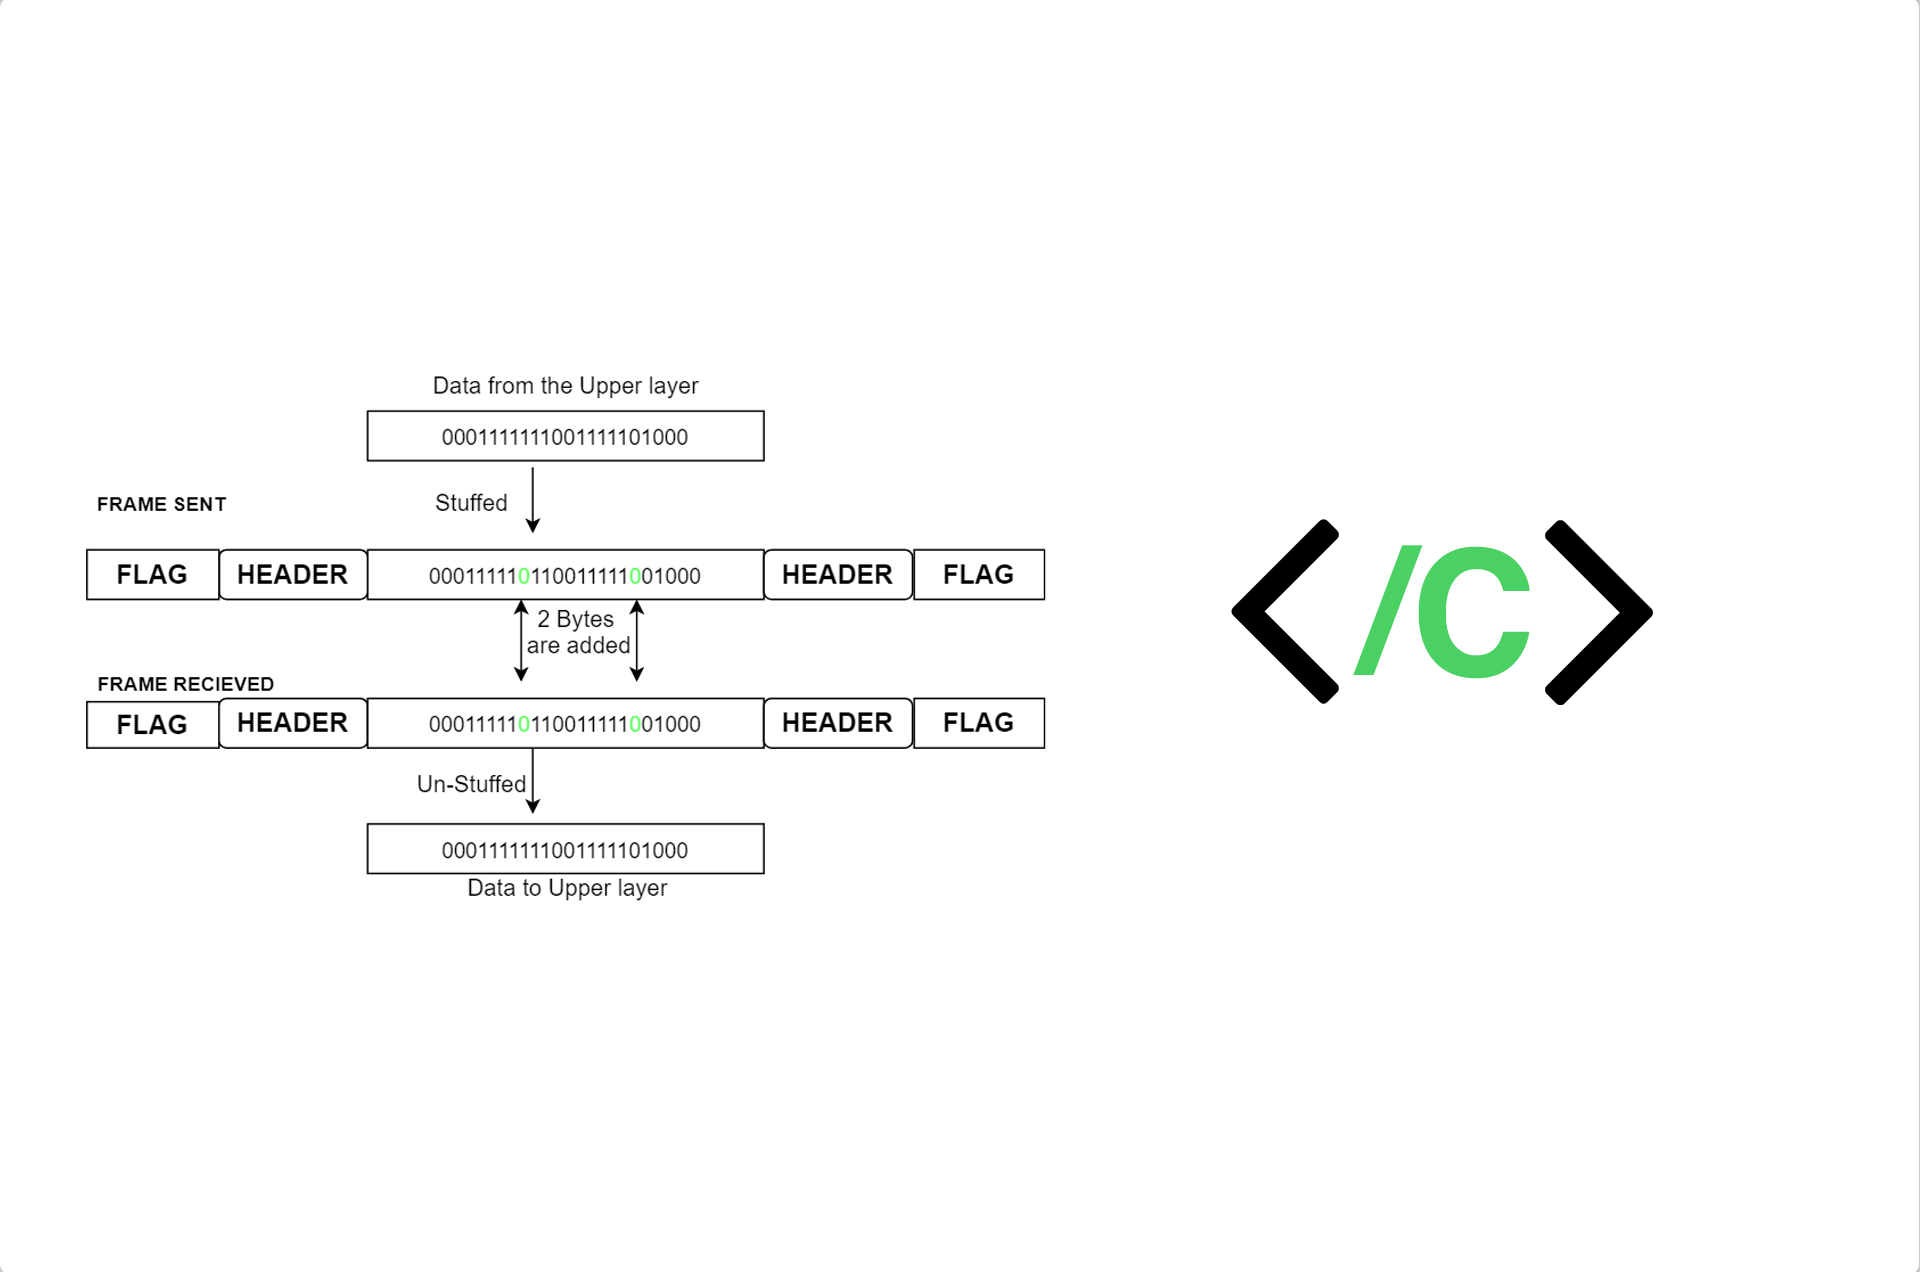 Data from the Upper layer
0001111111001111101000
Stuffed
FRAME SENT
FLAG HEADER 000111110110011111001000 HEADER FLAG
2 Bytes
are added
FRAME RECIEVED
FLAG HEADER 000111110110011111001000 HEADER FLAG
Un-Stuffed
0001111111001111101000
Data to Upper layer
</C>